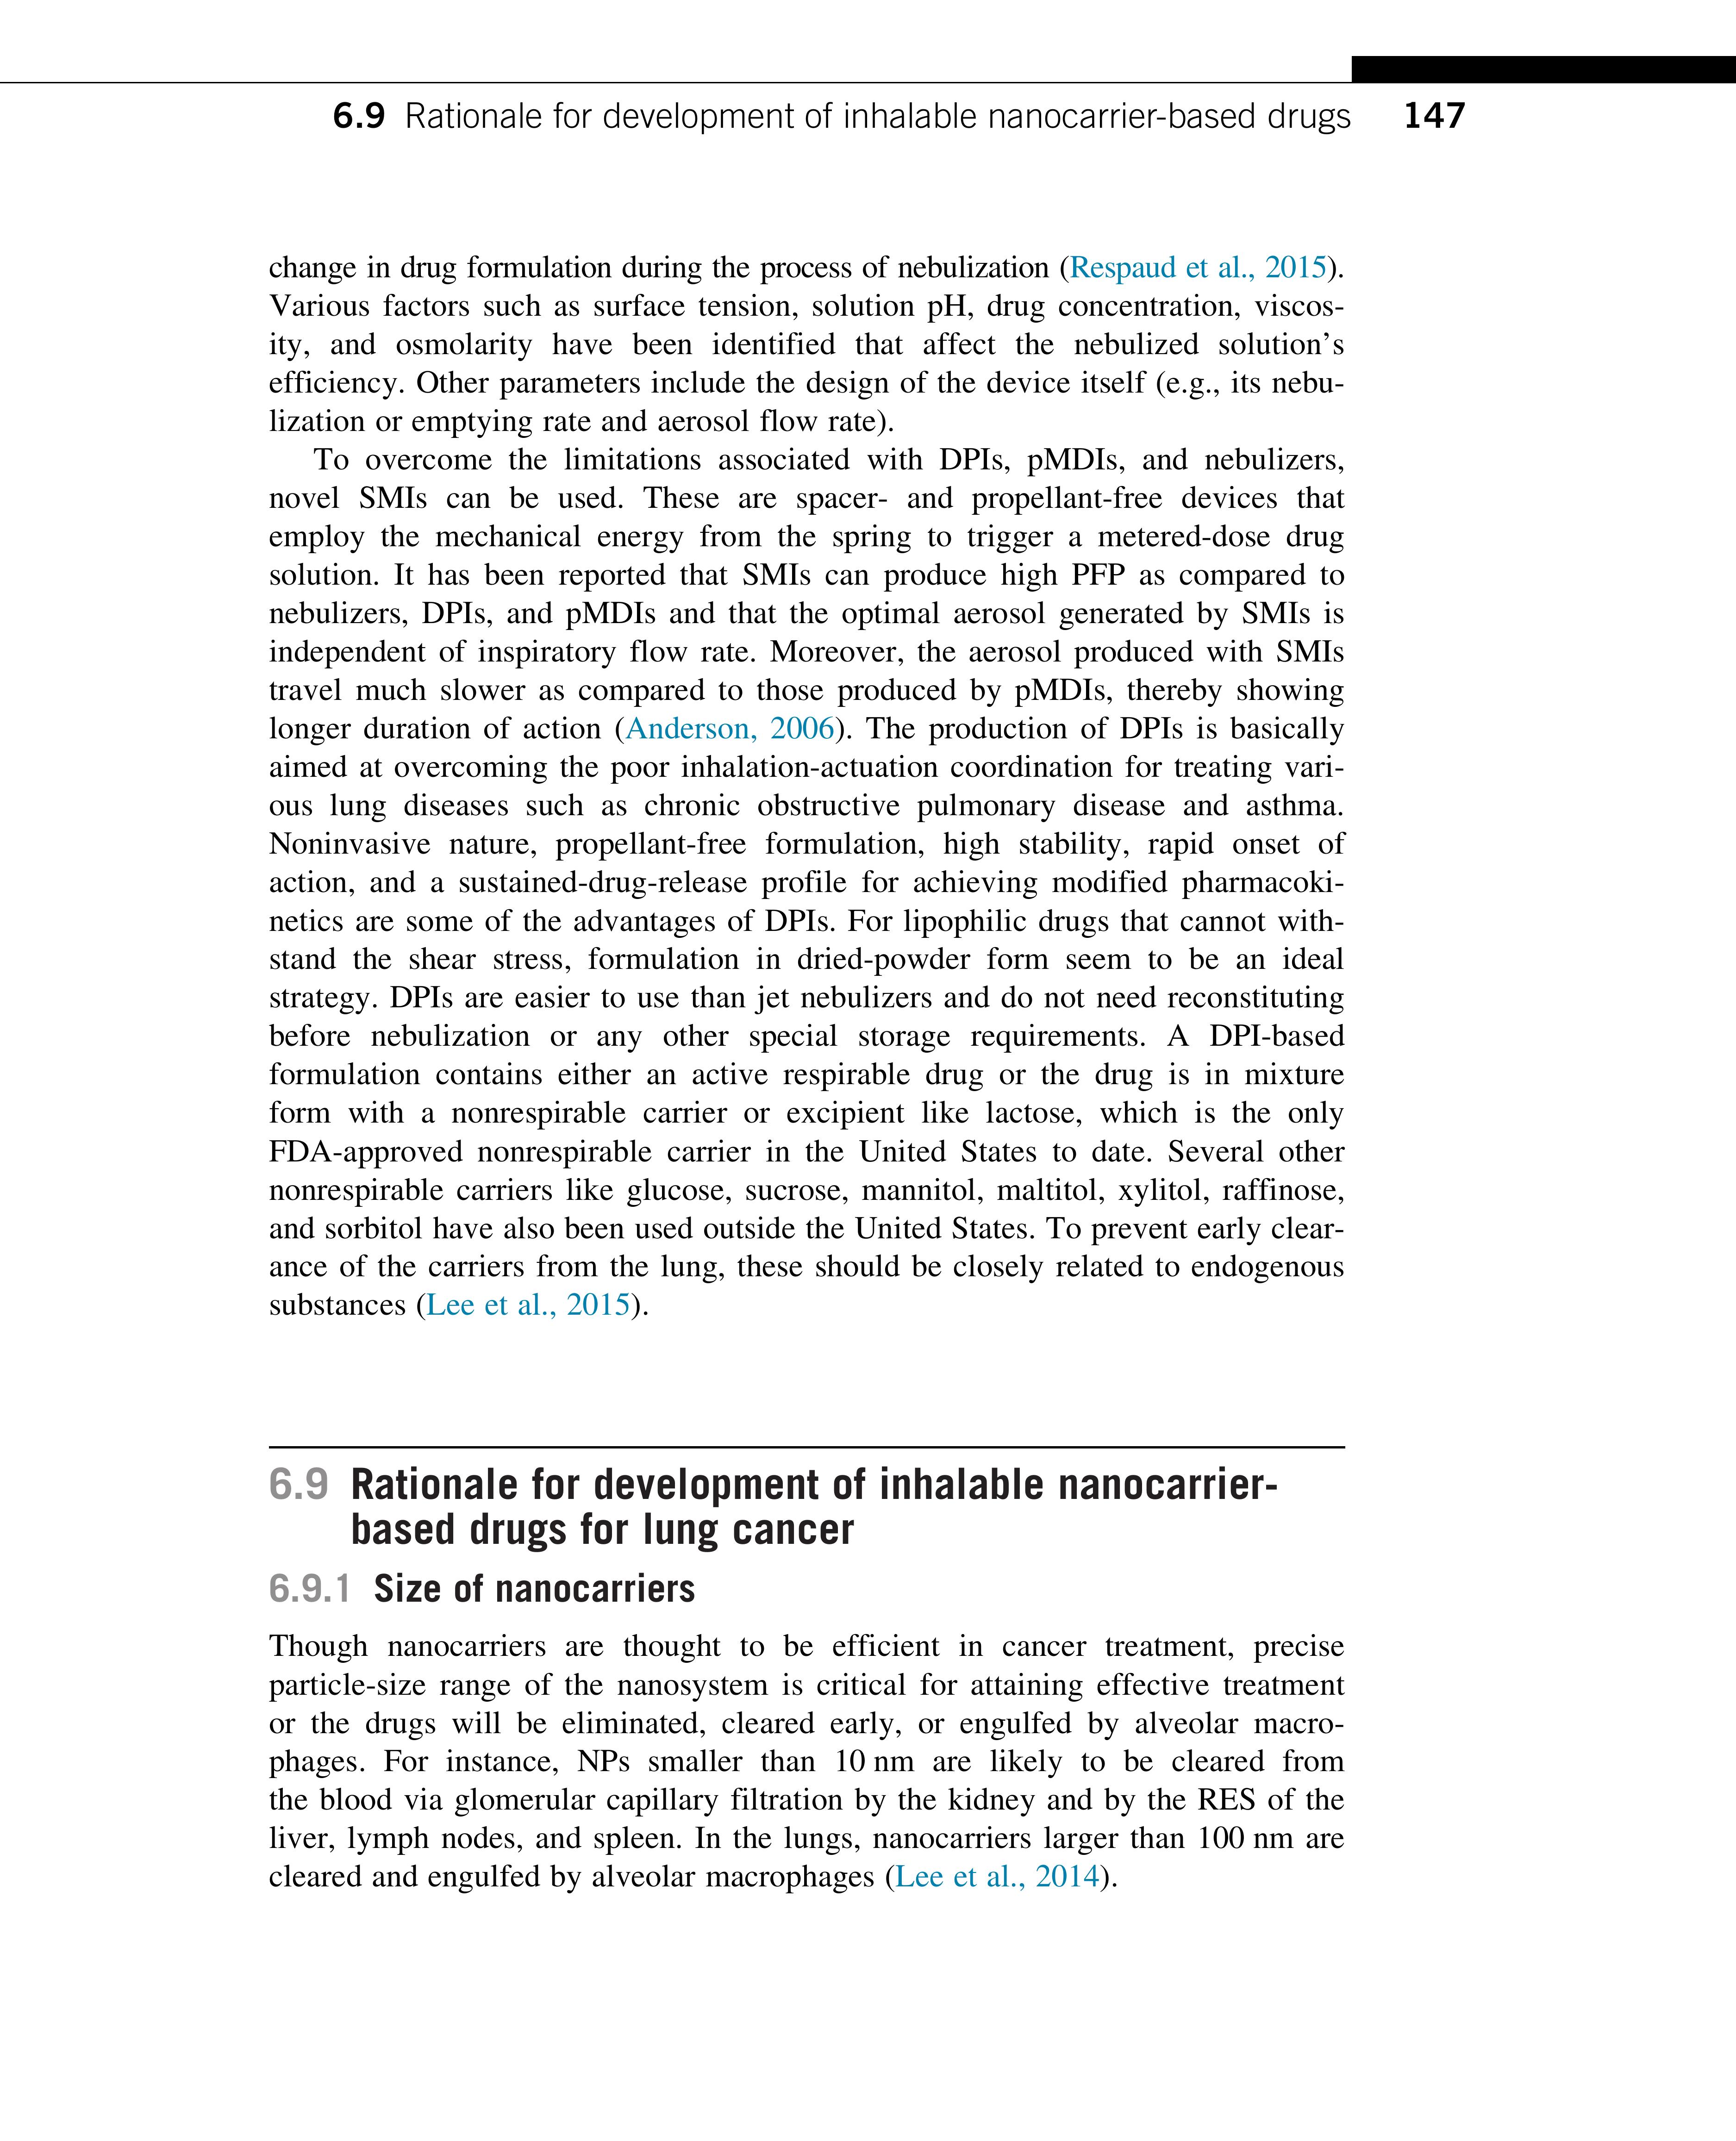 6.9 Rationale for development of inhalable nanocarrier-based drugs 147
change in drug formulation during the process of nebulization (Respaud et al., 2015).
Various factors such as surface tension, solution pH, drug concentration, viscos-
ity, and osmolarity have been identified that affect the nebulized solution’s
efficiency. Other parameters include the design of the device itself (e.g., its nebu-
lization or emptying rate and aerosol flow rate).
To overcome the limitations associated with DPIs, pMDIs, and nebulizers,
novel SMIs can be used. These are spacer- and propellant-free devices that
employ the mechanical energy from the spring to trigger a metered-dose drug
solution. It has been reported that SMIs can produce high PFP as compared to
nebulizers, DPIs, and pMDIs and that the optimal aerosol generated by SMIs is
independent of inspiratory flow rate. Moreover, the aerosol produced with SMIs
travel much slower as compared to those produced by pMDIs, thereby showing
longer duration of action (Anderson, 2006). The production of DPIs is basically
aimed at overcoming the poor inhalation-actuation coordination for treating vari-
ous lung diseases such as chronic obstructive pulmonary disease and asthma.
Noninvasive nature, propellant-free formulation, high stability, rapid onset of
action, and a sustained-drug-release profile for achieving modified pharmacoki-
netics are some of the advantages of DPIs. For lipophilic drugs that cannot with-
stand the shear stress, formulation in dried-powder form seem to be an ideal
strategy. DPIs are easier to use than jet nebulizers and do not need reconstituting
before nebulization or any other special storage requirements. A DPI-based
formulation contains either an active respirable drug or the drug is in mixture
form with a nonrespirable carrier or excipient like lactose, which is the only
FDA-approved nonrespirable carrier in the United States to date. Several other
nonrespirable carriers like glucose, sucrose, mannitol, maltitol, xylitol, raffinose,
and sorbitol have also been used outside the United States. To prevent early clear-
ance of the carriers from the lung, these should be closely related to endogenous
substances (Lee et al., 2015).
6.9 Rationale for development of inhalable nanocarrier-
based drugs for lung cancer
6.9.1 Size of nanocarriers
Though nanocarriers are thought to be efficient in cancer treatment, precise
particle-size range of the nanosystem is critical for attaining effective treatment
or the drugs will be eliminated, cleared early, or engulfed by alveolar macro-
phages. For instance, NPs smaller than 10 nm are likely to be cleared from
the blood via glomerular capillary filtration by the kidney and by the RES of the
liver, lymph nodes, and spleen. In the lungs, nanocarriers larger than 100 nm are
cleared and engulfed by alveolar macrophages (Lee et al., 2014).